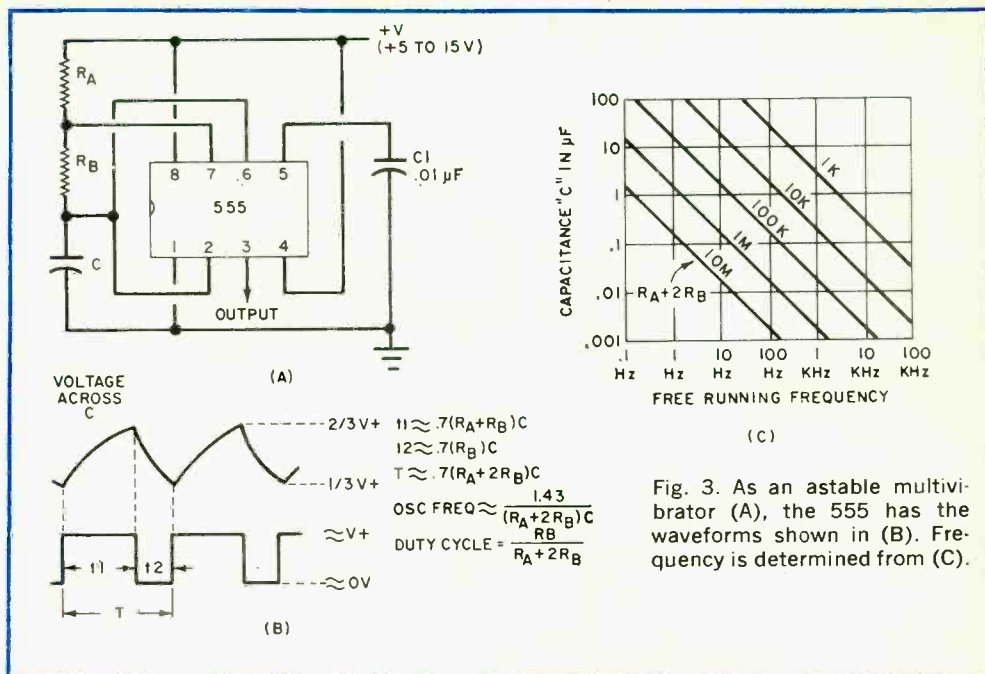 +V
(+5 TO 15V)
RA
RB
C
8 7 6 5
555
1 2 3 4
C1
.01 µF
OUTPUT
(A)
VOLTAGE
ACROSS
C
2/3 V+
1/3 V+
≈V+
≈0V
t1 t2
T
(B)
t1 ≈ .7(RA+RB)C
t2 ≈ .7(RB)C
T ≈ .7(RA+2RB)C
OSC FREQ ≈ 1.43
(RA+2RB)C
DUTY CYCLE = RB
RA+2RB
CAPACITANCE "C" IN µF
100
10
1
.1
.01
.001
1K
10K
100K
1M
10M
RA+2RB
.1 1 10 100 1 10 100
Hz Hz Hz Hz KHz KHz KHz
FREE RUNNING FREQUENCY
(C)
Fig. 3. As an astable multivi-
brator (A), the 555 has the
waveforms shown in (B). Fre-
quency is determined from (C).